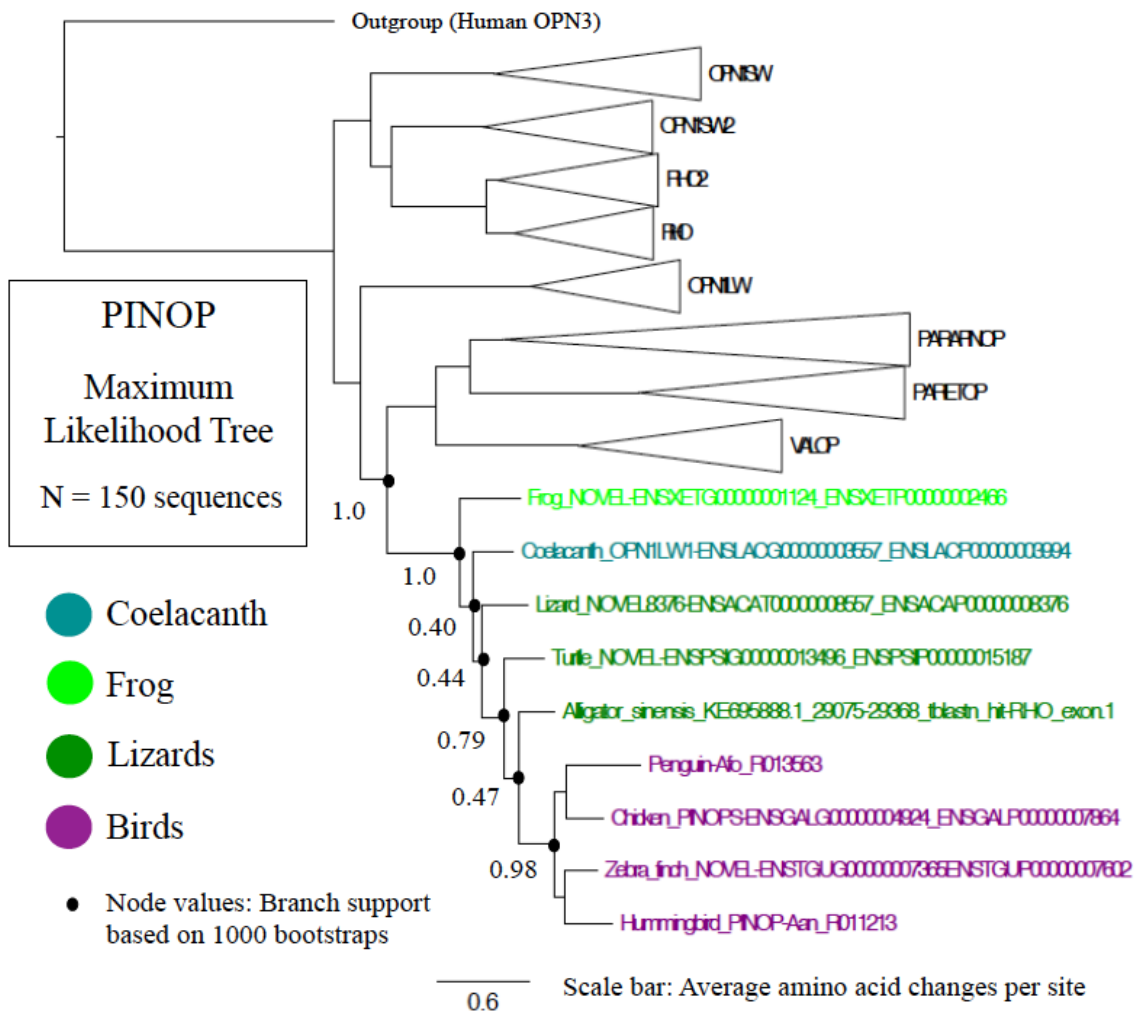 Outgroup (Human OPN3)
OPN1SW
OPN1SW2
RHO2
RHO
OPN1LW
PARAPINOP
PARIETOP
VALOP
PINOP
Maximum
Likelihood Tree
N = 150 sequences
1.0
Frog_NOVEL-ENSXETG00000001124_ENSXETP00000002466
Coelacanth_OPN1LW1-ENSLACG00000003557_ENSLACP00000003994
1.0
Lizard_NOVEL8376-ENSACAT00000008557_ENSACAP00000008376
0.40
Turtle_NOVEL-ENSPSIG00000013496_ENSPSIP00000015187
0.44
Alligator_sinensis_KE695888.1_29075-29368_tblastn_hit-RHO_exon.1
0.79
Penguin-Afo_R013563
0.47
Chicken_PINOPS-ENSGALG00000004924_ENSGALP00000007864
0.98
Zebra_finch_NOVEL-ENSTGUG00000007365ENSTGUP00000007602
Hummingbird_PINOP-Aan_R011213
Coelacanth
Frog
Lizards
Birds
Node values: Branch support
based on 1000 bootstraps
0.6
Scale bar: Average amino acid changes per site